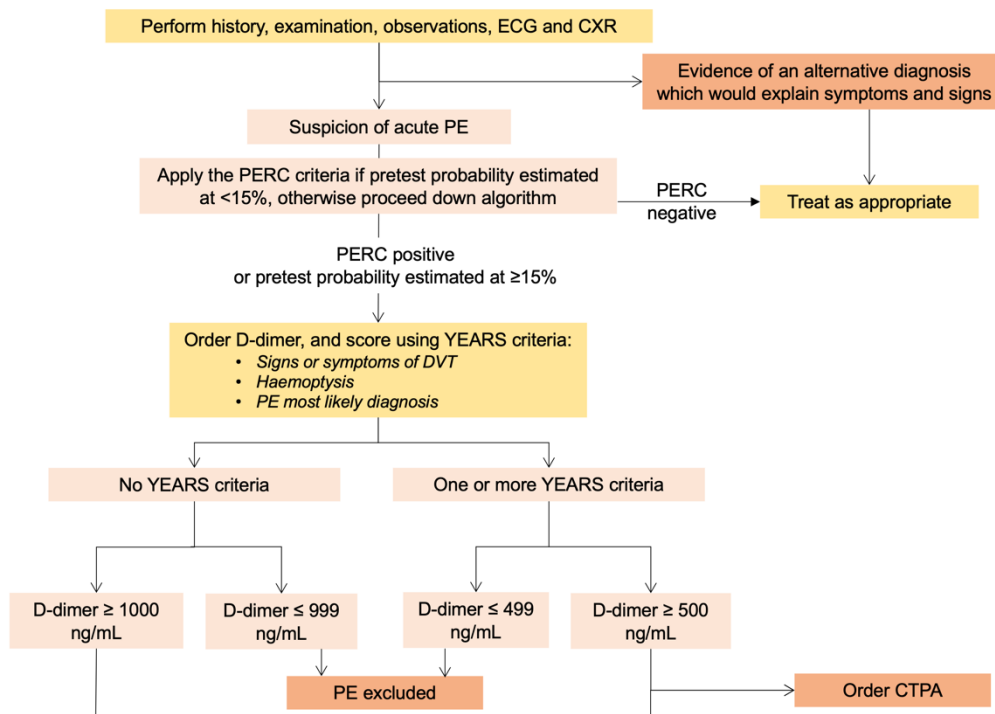 Perform history, examination, observations, ECG and CXR
Evidence of an alternative diagnosis
which would explain symptoms and signs
Suspicion of acute PE
Apply the PERC criteria if pretest probability estimated
at <15%, otherwise proceed down algorithm
PERC
negative
Treat as appropriate
PERC positive
or pretest probability estimated at ≥15%
Order D-dimer, and score using YEARS criteria:
• Signs or symptoms of DVT
• Haemoptysis
• PE most likely diagnosis
No YEARS criteria
One or more YEARS criteria
D-dimer ≥ 1000
ng/mL
D-dimer ≤ 999
ng/mL
D-dimer ≤ 499
ng/mL
D-dimer ≥ 500
ng/mL
PE excluded
Order CTPA